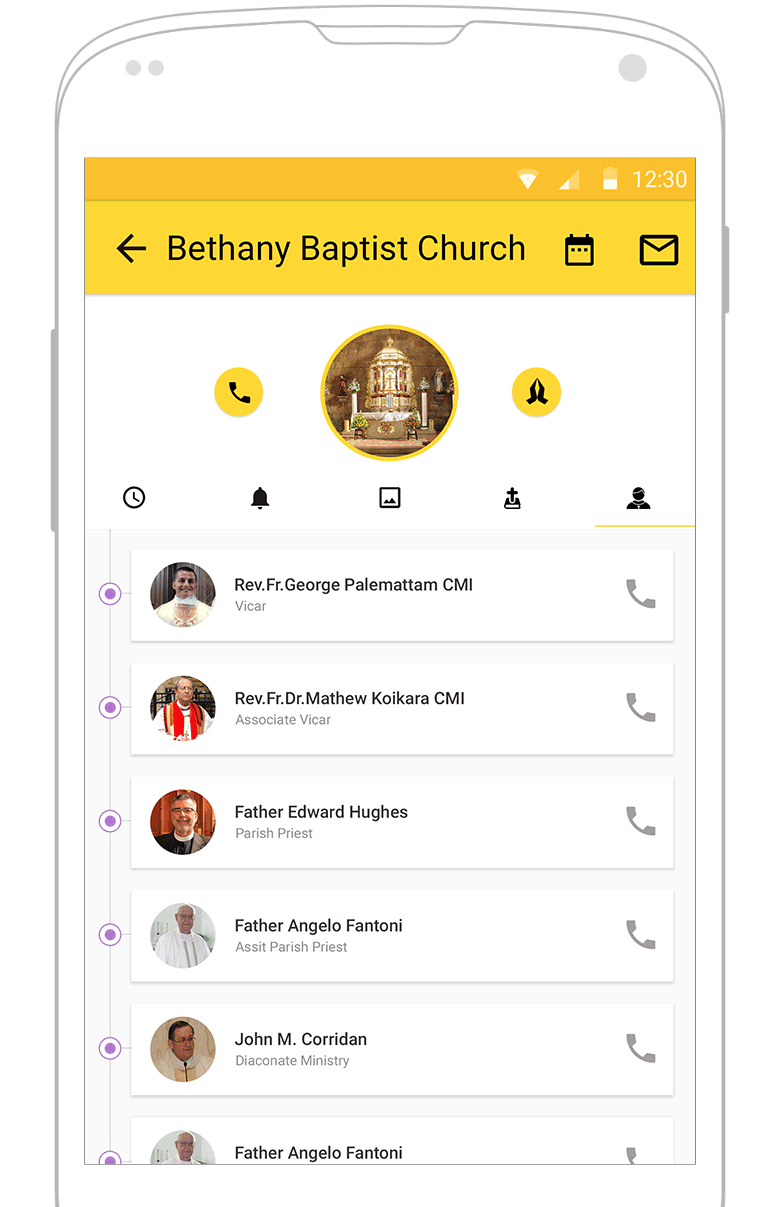 12:30
Bethany Baptist Church
Rev.Fr.George Palemattam CMI
Vicar
Rev.Fr.Dr.Mathew Koikara CMI
Associate Vicar
Father Edward Hughes
Parish Priest
Father Angelo Fantoni
Assit Parish Priest
John M. Corridan
Diaconate Ministry
Father Angelo Fantoni